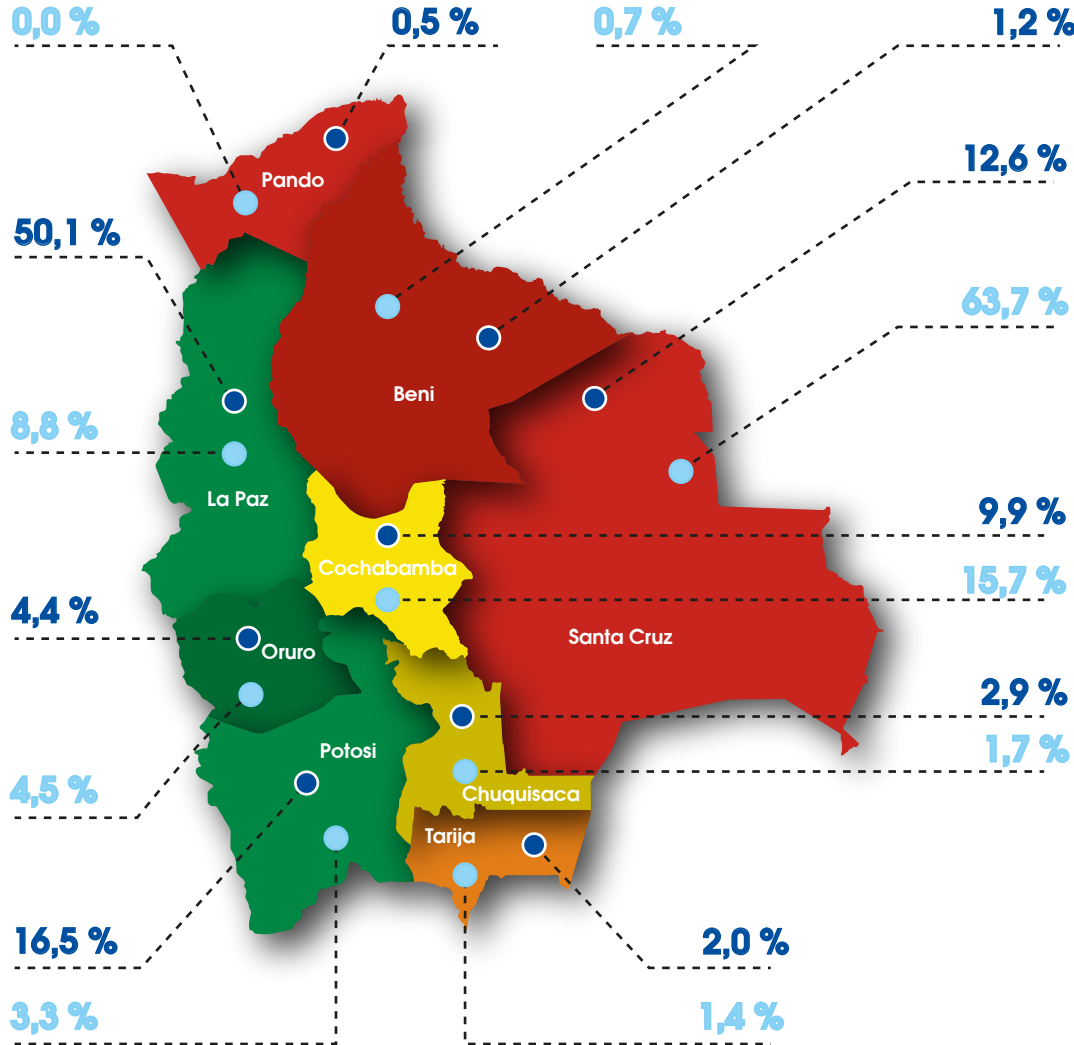 0,0 %
0,5 %
0,7 %
1,2 %
12,6 %
Pando
50,1 %
63,7 %
Beni
8,8 %
La Paz
9,9 %
Cochabamba
15,7 %
4,4 %
Santa Cruz
Oruro
2,9 %
Potosi
1,7 %
4,5 %
Chuquisaca
Tarija
16,5 %
2,0 %
3,3 %
1,4 %